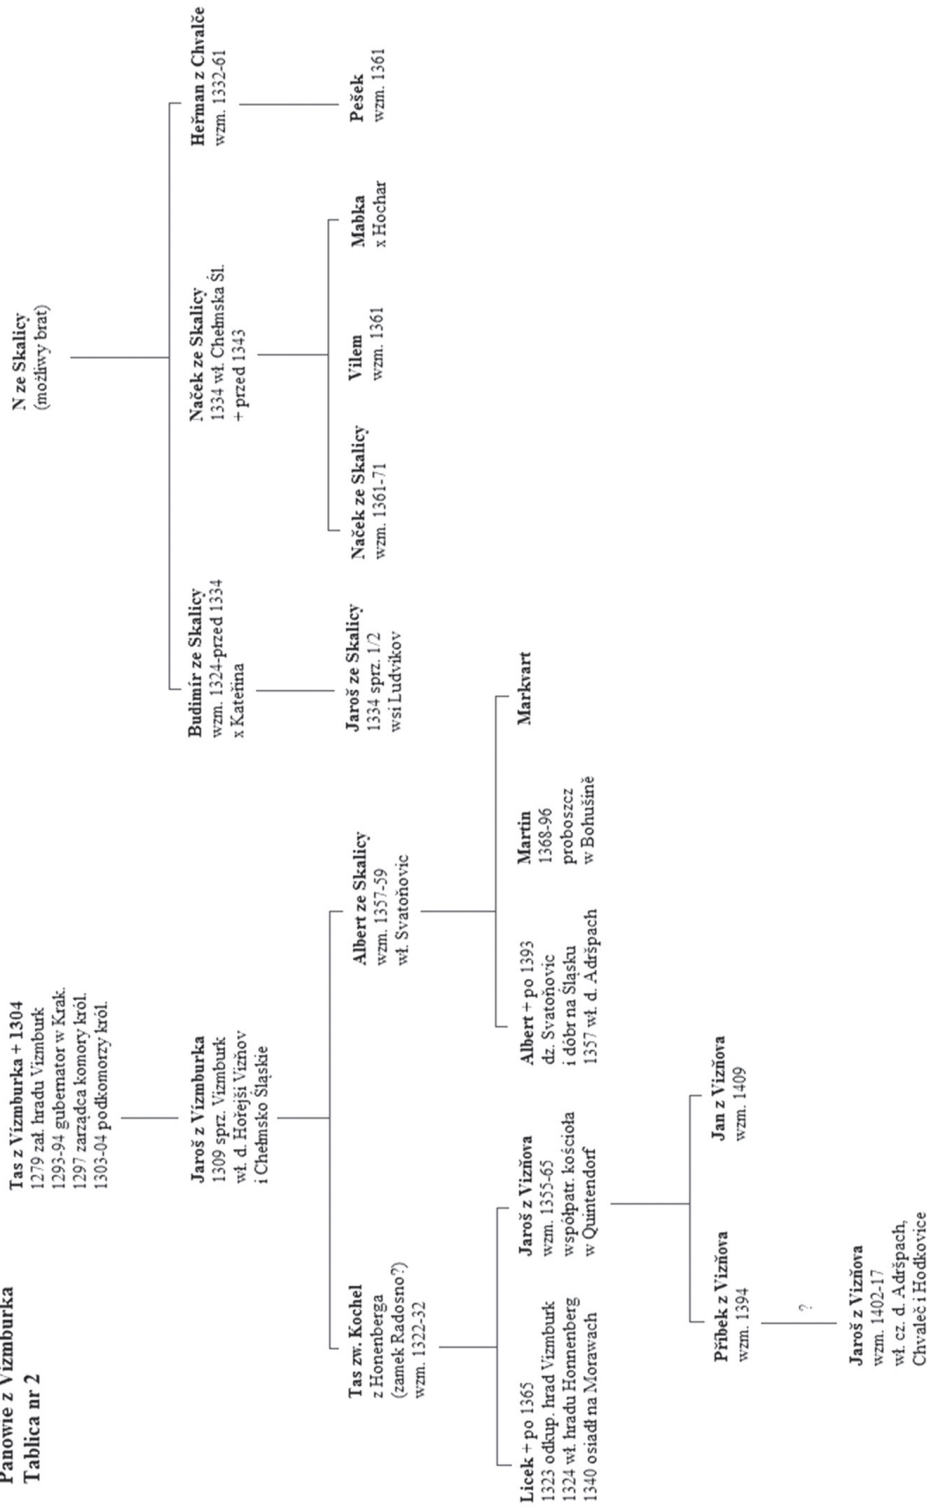 Panowie z Vízmburka
Tablica nr 2
Tas z Vízmburka + 1304
1279 zał. hradu Vizmburk
1293-94 gubernator w Krak.
1297 zarządca komory król.
1303-04 podkomorzy król.
N ze Skalicy
(możliwy brat)
Jaroš z Vízmburka
1309 sprz. Vizmburk
wł. d. Hořejši Vižňov
i Chełmsko Śląskie
Budimír ze Skalicy
wzm. 1324-przed 1334
x Kateřina
Naček ze Skalicy
1334 wł. Chełmska Śl.
+ przed 1343
Heřman z Chvalče
wzm. 1332-61
Tas zw. Kochel
z Honenberga
(zamek Radosno?)
wzm. 1322-32
Albert ze Skalicy
wzm. 1357-59
wł. Svatoňovic
Jaroš ze Skalicy
1334 sprz. 1/2
wsi Ludvikov
Naček ze Skalicy
wzm. 1361-71
Vilem
wzm. 1361
Mabka
x Hochar
Pešek
wzm. 1361
Licek + po 1365
1323 odkup. hrad Vizmburk
1324 wł. hradu Honnenberg
1340 osiadł na Morawach
Jaroš z Vižňova
wzm. 1355-65
współpatr. kościoła
w Quintendorf
Albert + po 1393
dz. Svatoňovic
i dóbr na Śląsku
1357 wł. d. Adršpach
Martin
1368-96
proboszcz
w Bohušině
Markvart
Přibek z Vižňova
wzm. 1394
Jan z Vižňova
wzm. 1409
?
Jaroš z Vižňova
wzm. 1402-17
wł. cz. d. Adršpach,
Chvaleč i Hodkovice